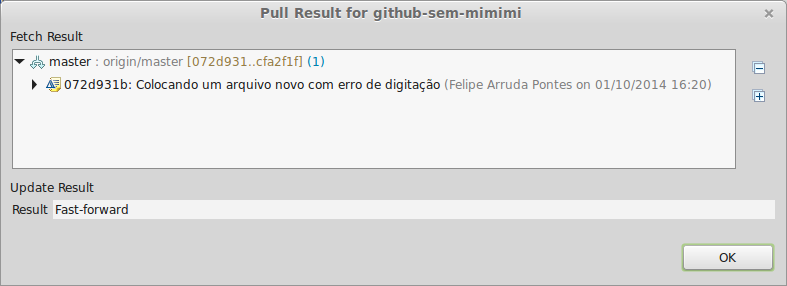 Pull Result for github-sem-mimimi
Fetch Result
master : origin/master [072d931..cfa2f1f] (1)
072d931b: Colocando um arquivo novo com erro de digitação (Felipe Arruda Pontes on 01/10/2014 16:20)
Update Result
Result Fast-forward
OK